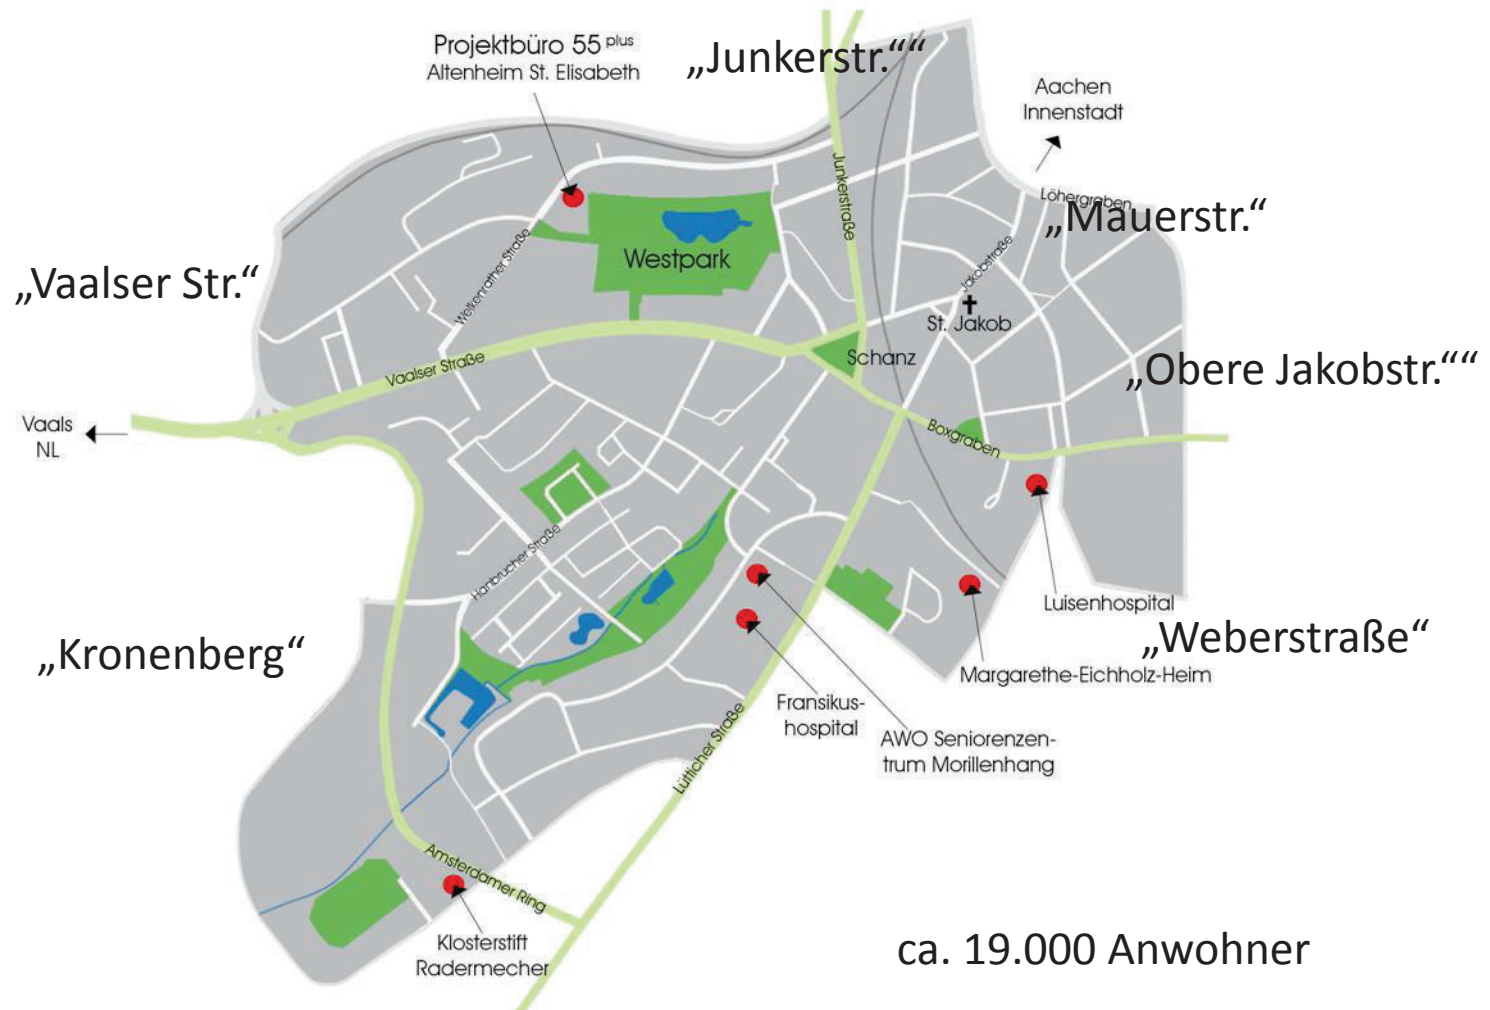 Projektbüro 55 plus
Altenheim St. Elisabeth
„Junkerstr.““
Aachen
Innenstadt
Junkerstraße
Löhergraben
„Mauerstr.“
Welkenrather Straße
Westpark
Jakobstraße
„Vaalser Str.“
St. Jakob
Schanz
Vaalser Straße
„Obere Jakobstr.““
Vaals
NL
Boxgraben
Hanbrucher Straße
Luisenhospital
„Weberstraße“
„Kronenberg“
Margarethe-Eichholz-Heim
Fransikus-
hospital
AWO Seniorenzen-
trum Morillenhang
Lütticher Straße
Amsterdamer Ring
Klosterstift
Radermecher
ca. 19.000 Anwohner